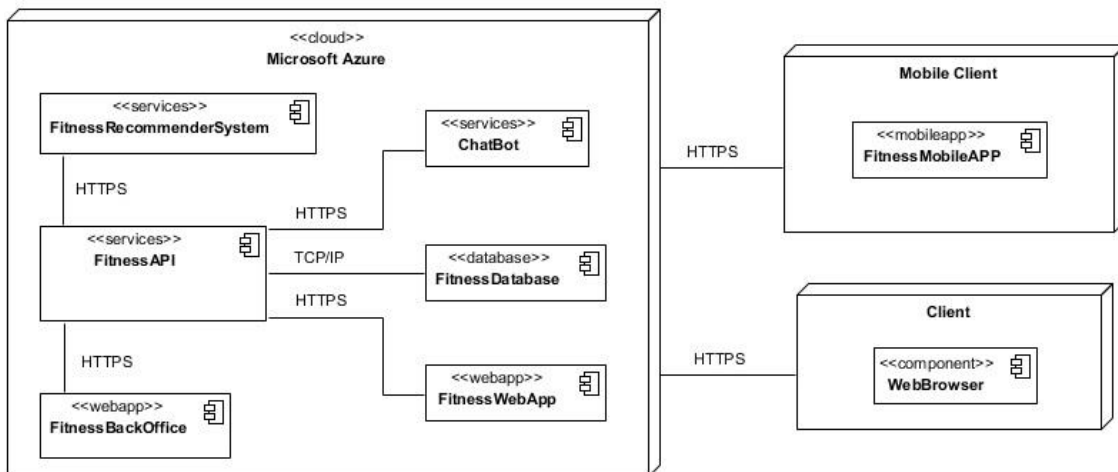 <<cloud>>
Microsoft Azure
<<services>>
FitnessRecommenderSystem
<<services>>
ChatBot
HTTPS
HTTPS
<<services>>
FitnessAPI
TCP/IP
<<database>>
FitnessDatabase
HTTPS
HTTPS
<<webapp>>
FitnessBackOffice
<<webapp>>
FitnessWebApp
HTTPS
Mobile Client
<<mobileapp>>
FitnessMobileAPP
HTTPS
Client
<<component>>
WebBrowser